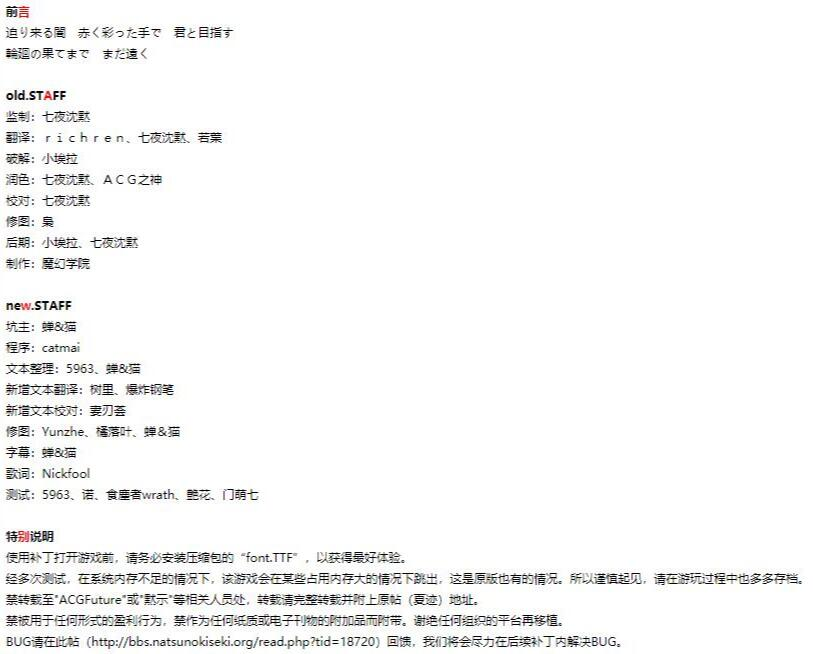 前言
迫り来る闇　赤く彩った手で　君と目指す
輪廻の果てまで　まだ遠く
old.STAFF
监制：七夜沈黙
翻译：ｒｉｃｈｒｅｎ、七夜沈黙、若葉
破解：小埃拉
润色：七夜沈黙、ＡＣＧ之神
校对：七夜沈黙
修图：梟
后期：小埃拉、七夜沈黙
制作：魔幻学院
new.STAFF
坑主：蝉&猫
程序：catmai
文本整理：5963、蝉&猫
新增文本翻译：树里、爆炸钢笔
新增文本校对：妻刃荟
修图：Yunzhe、橘落叶、蝉＆猫
字幕：蝉&猫
歌词：Nickfool
测试：5963、诺、食塵者wrath、艶花、门萌七
特别说明
使用补丁打开游戏前，请务必安装压缩包的“font.TTF”，以获得最好体验。
经多次测试，在系统内存不足的情况下，该游戏会在某些占用内存大的情况下跳出，这是原版也有的情况。所以谨慎起见，请在游玩过程中也多多存档。
禁转载至"ACGFuture"或"黙示"等相关人员处，转载请完整转载并附上原帖（夏迹）地址。
禁被用于任何形式的盈利行为，禁作为任何纸质或电子刊物的附加品而附带。谢绝任何组织的平台再移植。
BUG请在此帖（http://bbs.natsunokiseki.org/read.php?tid=18720）回馈，我们将会尽力在后续补丁内解决BUG。